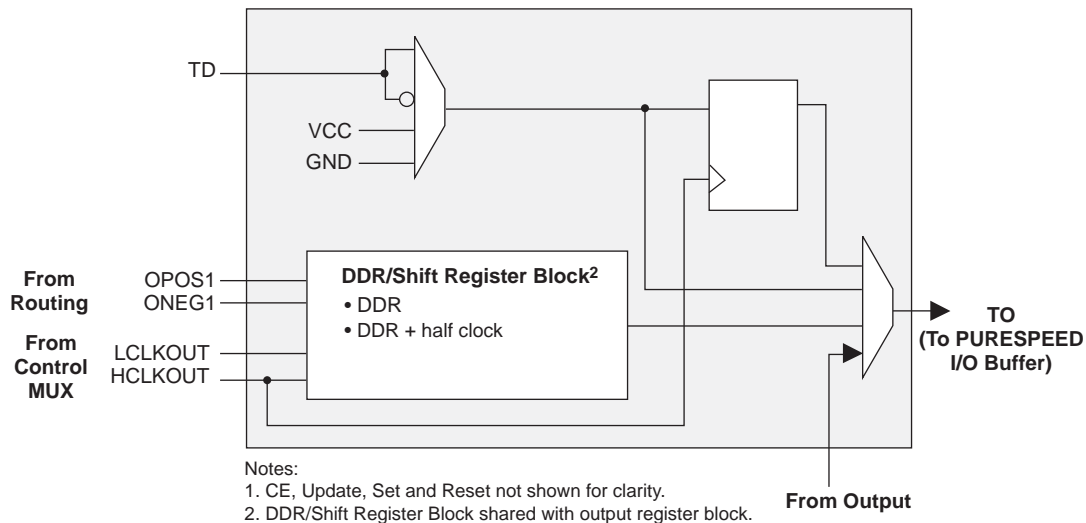 TD
VCC
GND
From
Routing
OPOS1
ONEG1
From
Control
MUX
LCLKOUT
HCLKOUT
DDR/Shift Register Block2
• DDR
• DDR + half clock
TO
(To PURESPEED
I/O Buffer)
From Output
Notes:
1. CE, Update, Set and Reset not shown for clarity.
2. DDR/Shift Register Block shared with output register block.